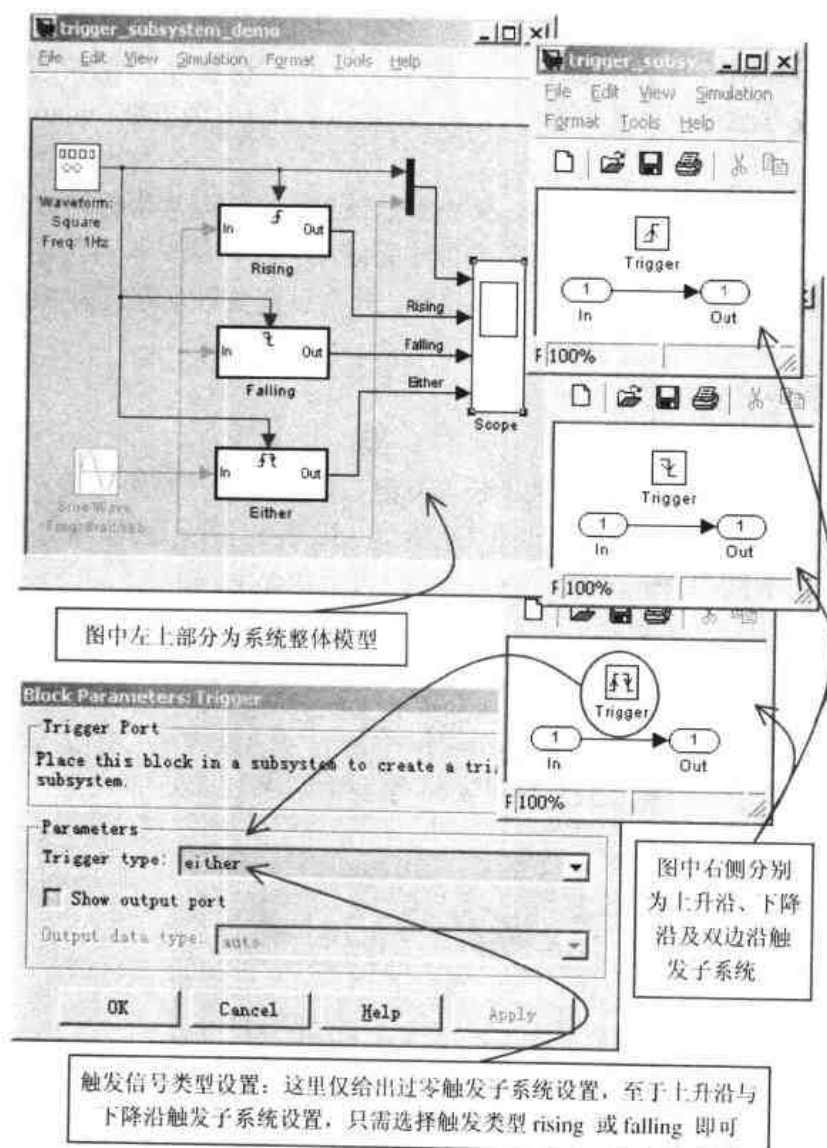 trigger_subsystem_demo
File Edit View Simulation Format Tools Help
Waveform:
Square
Freq: 1Hz
In Out
Rising
In Out
Falling
In Out
Either
Sine Wave
Rising
Falling
Either
Scope
trigger_subsy
File Edit View Simulation
Format Tools Help
Trigger
1 1
In Out
F 100%
Trigger
1 1
In Out
F 100%
Trigger
1 1
In Out
F 100%
图中左上部分为系统整体模型
Block Parameters: Trigger
Trigger Port
Place this block in a subsystem to create a tri
subsystem.
Parameters
Trigger type: either
Show output port
Output data type: auto
OK Cancel Help Apply
图中右侧分别
为上升沿、下降
沿及双边沿触
发子系统
触发信号类型设置：这里仅给出过零触发子系统设置，至于上升沿与
下降沿触发子系统设置，只需选择触发类型 rising 或 falling 即可